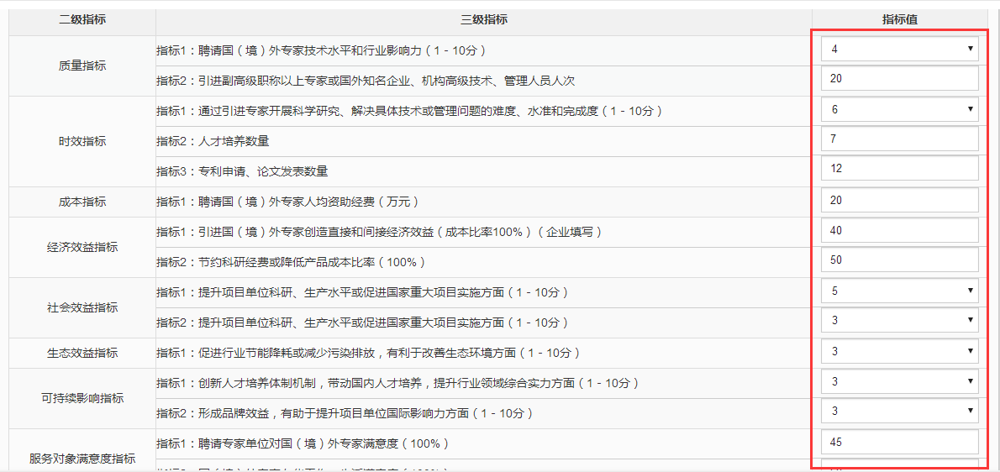 二级指标 三级指标 指标值
质量指标
指标1：聘请国（境）外专家技术水平和行业影响力（1－10分） 4
指标2：引进副高级职称以上专家或国外知名企业、机构高级技术、管理人员人次 20
时效指标
指标1：通过引进专家开展科学研究、解决具体技术或管理问题的难度、水准和完成度（1－10分） 6
指标2：人才培养数量 7
指标3：专利申请、论文发表数量 12
成本指标
指标1：聘请国（境）外专家人均资助经费（万元） 20
经济效益指标
指标1：引进国（境）外专家创造直接和间接经济效益（成本比率100%）（企业填写） 40
指标2：节约科研经费或降低产品成本比率（100%） 50
社会效益指标
指标1：提升项目单位科研、生产水平或促进国家重大项目实施方面（1－10分） 5
指标2：提升项目单位科研、生产水平或促进国家重大项目实施方面（1－10分） 3
生态效益指标
指标1：促进行业节能降耗或减少污染排放，有利于改善生态环境方面（1－10分） 3
可持续影响指标
指标1：创新人才培养体制机制，带动国内人才培养，提升行业领域综合实力方面（1－10分） 3
指标2：形成品牌效益，有助于提升项目单位国际影响力方面（1－10分） 3
服务对象满意度指标
指标1：聘请专家单位对国（境）外专家满意度（100%） 45